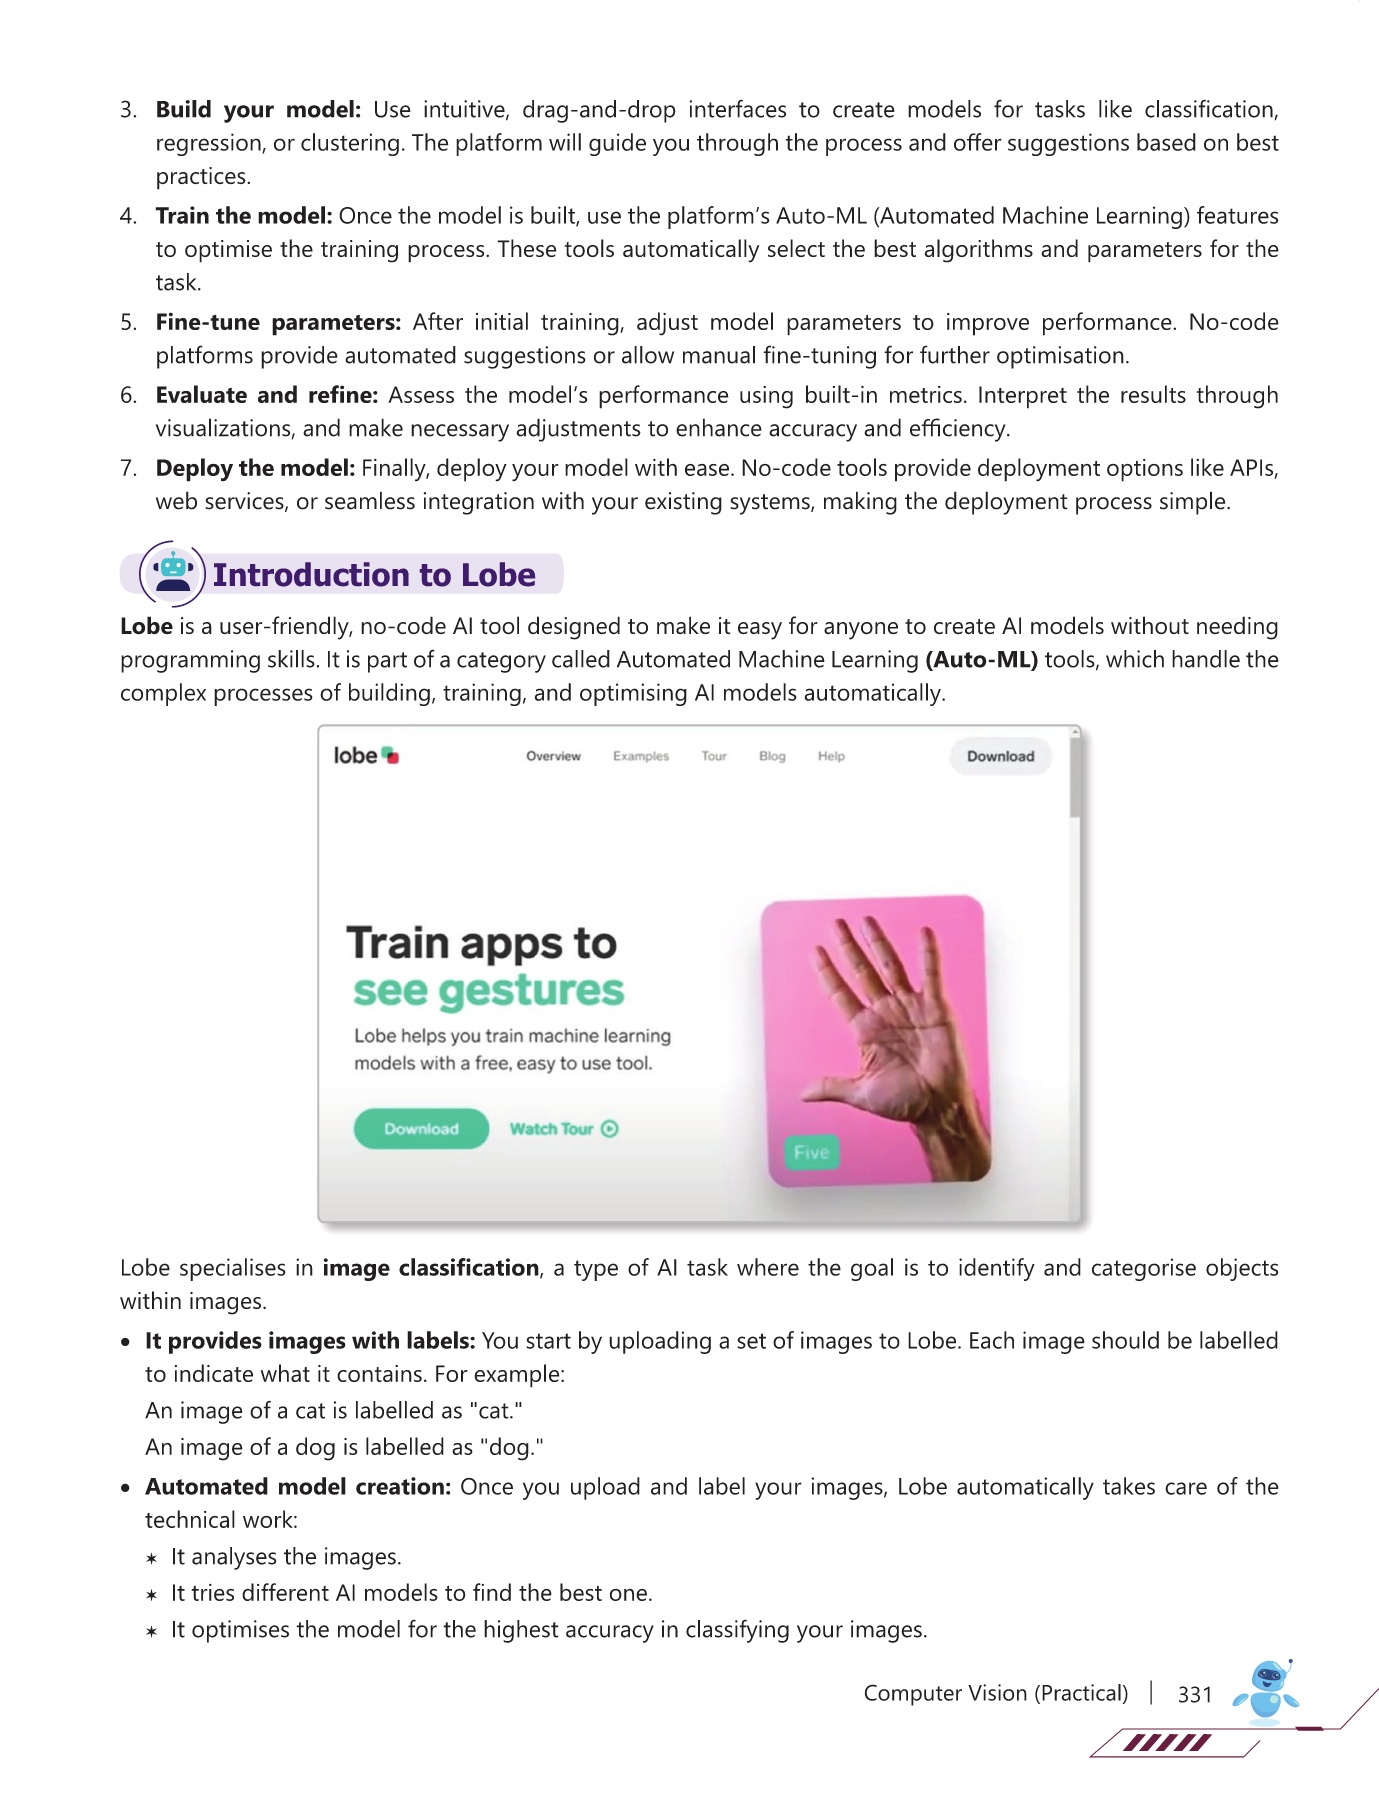 3. Build your model: Use intuitive, drag-and-drop interfaces to create models for tasks like classification,
regression, or clustering. The platform will guide you through the process and offer suggestions based on best
practices.
4. Train the model: Once the model is built, use the platform's Auto-ML (Automated Machine Learning) features
to optimise the training process. These tools automatically select the best algorithms and parameters for the
task.
5. Fine-tune parameters: After initial training, adjust model parameters to improve performance. No-code
platforms provide automated suggestions or allow manual fine-tuning for further optimisation.
6. Evaluate and refine: Assess the model's performance using built-in metrics. Interpret the results through
visualizations, and make necessary adjustments to enhance accuracy and efficiency.
7. Deploy the model: Finally, deploy your model with ease. No-code tools provide deployment options like APIs,
web services, or seamless integration with your existing systems, making the deployment process simple.
Introduction to Lobe
Lobe is a user-friendly, no-code AI tool designed to make it easy for anyone to create AI models without needing
programming skills. It is part of a category called Automated Machine Learning (Auto-ML) tools, which handle the
complex processes of building, training, and optimising AI models automatically.
lobe Overview Examples Tour Blog Help Download
Train apps to
see gestures
Lobe helps you train machine learning
models with a free, easy to use tool.
Download Watch Tour
Five
Lobe specialises in image classification, a type of AI task where the goal is to identify and categorise objects
within images.
• It provides images with labels: You start by uploading a set of images to Lobe. Each image should be labelled
to indicate what it contains. For example:
An image of a cat is labelled as "cat."
An image of a dog is labelled as "dog."
• Automated model creation: Once you upload and label your images, Lobe automatically takes care of the
technical work:
✶ It analyses the images.
✶ It tries different AI models to find the best one.
✶ It optimises the model for the highest accuracy in classifying your images.
Computer Vision (Practical) | 331